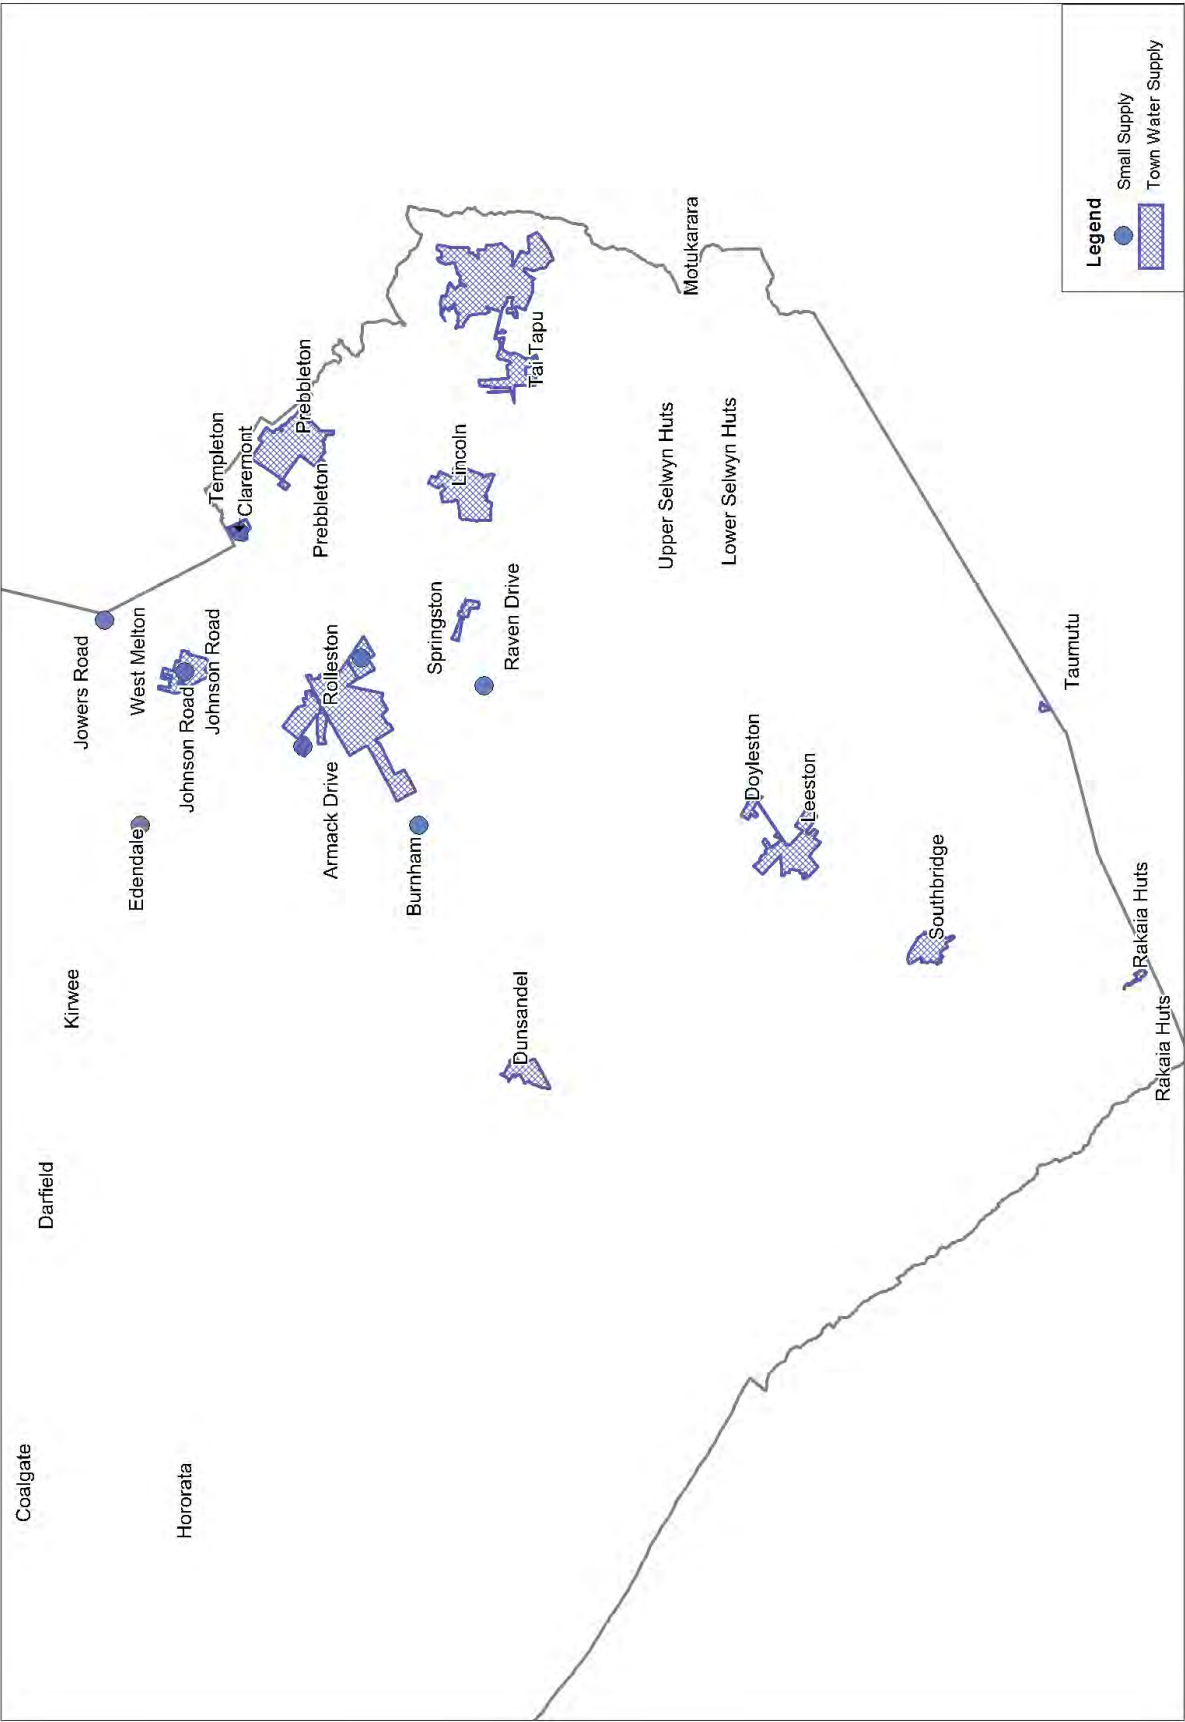 Coalgate
Darfield
Kirwee
Hororata
Edendale
Jowers Road
West Melton
Johnson Road
Johnson Road
Templeton
Claremont
Prebbleton
Prebbleton
Armack Drive
Rolleston
Burnham
Springston
Raven Drive
Lincoln
Tai Tapu
Dunsandel
Motukarara
Upper Selwyn Huts
Lower Selwyn Huts
Doyleston
Leeston
Southbridge
Taumutu
Rakaia Huts
Rakaia Huts
Legend
Small Supply
Town Water Supply